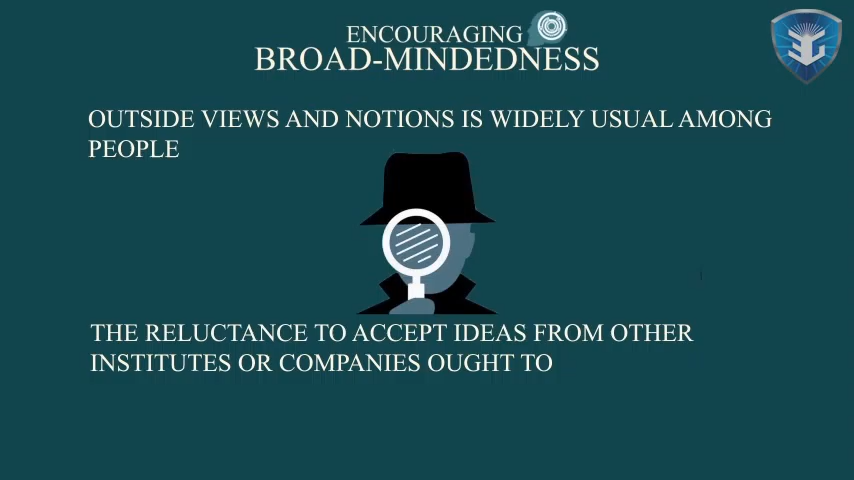 ENCOURAGING
BROAD-MINDEDNESS
OUTSIDE VIEWS AND NOTIONS IS WIDELY USUAL AMONG
PEOPLE
THE RELUCTANCE TO ACCEPT IDEAS FROM OTHER
INSTITUTES OR COMPANIES OUGHT TO